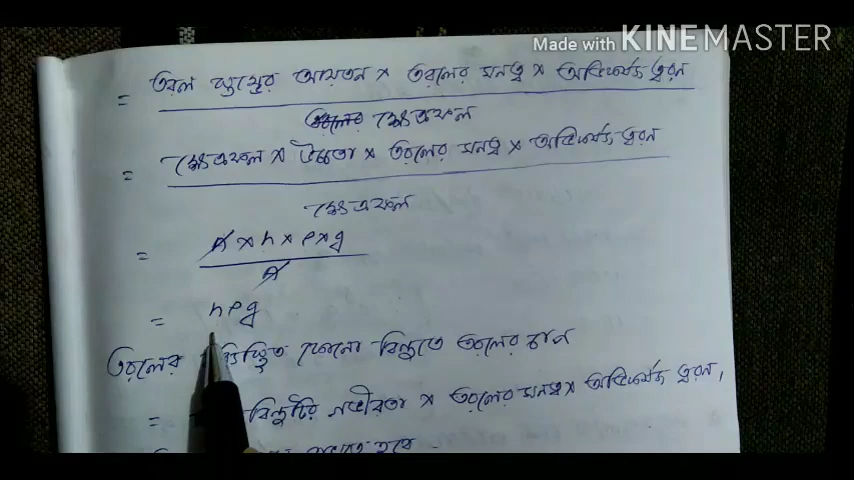 Made with KINEMASTER
= তরল স্তম্ভের আয়তন × তরলের ঘনত্ব × অভিকর্ষজ ত্বরণ
ক্ষেত্রফল
= ক্ষেত্রফল × উচ্চতা × তরলের ঘনত্ব × অভিকর্ষজ ত্বরণ
ক্ষেত্রফল
= A × h × ρ × g
A
= hρg
তরলের কোনো বিন্দুতে তরলের চাপ
= বিন্দুটির গভীরতা × তরলের ঘনত্ব × অভিকর্ষজ ত্বরণ,